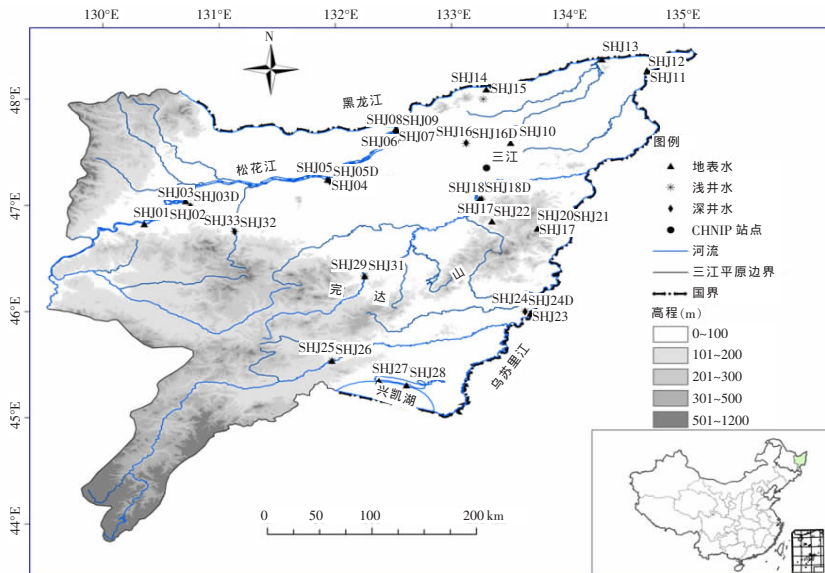 130°E 131°E 132°E 133°E 134°E 135°E
N
SHJ13
SHJ12
SHJ11
SHJ14
SHJ15
48°N
黑龙江
SHJ08 SHJ09
SHJ07
SHJ06
SHJ16 SHJ16D SHJ10
三江
松花江
SHJ05 SHJ05D
SHJ04
SHJ03 SHJ03D
SHJ18 SHJ18D
47°N
SHJ01 SHJ02
SHJ33 SHJ32
SHJ17 SHJ22
SHJ20 SHJ21
SHJ17
SHJ29 SHJ31
完达山
46°N
SHJ24 SHJ24D
SHJ23
SHJ25 SHJ26
乌苏里江
SHJ27 SHJ28
兴凯湖
45°N
44°N
0 50 100 200 km
图例
地表水
浅井水
深井水
CHNIP 站点
河流
三江平原边界
国界
高程(m)
0~100
101~200
201~300
301~500
501~1200